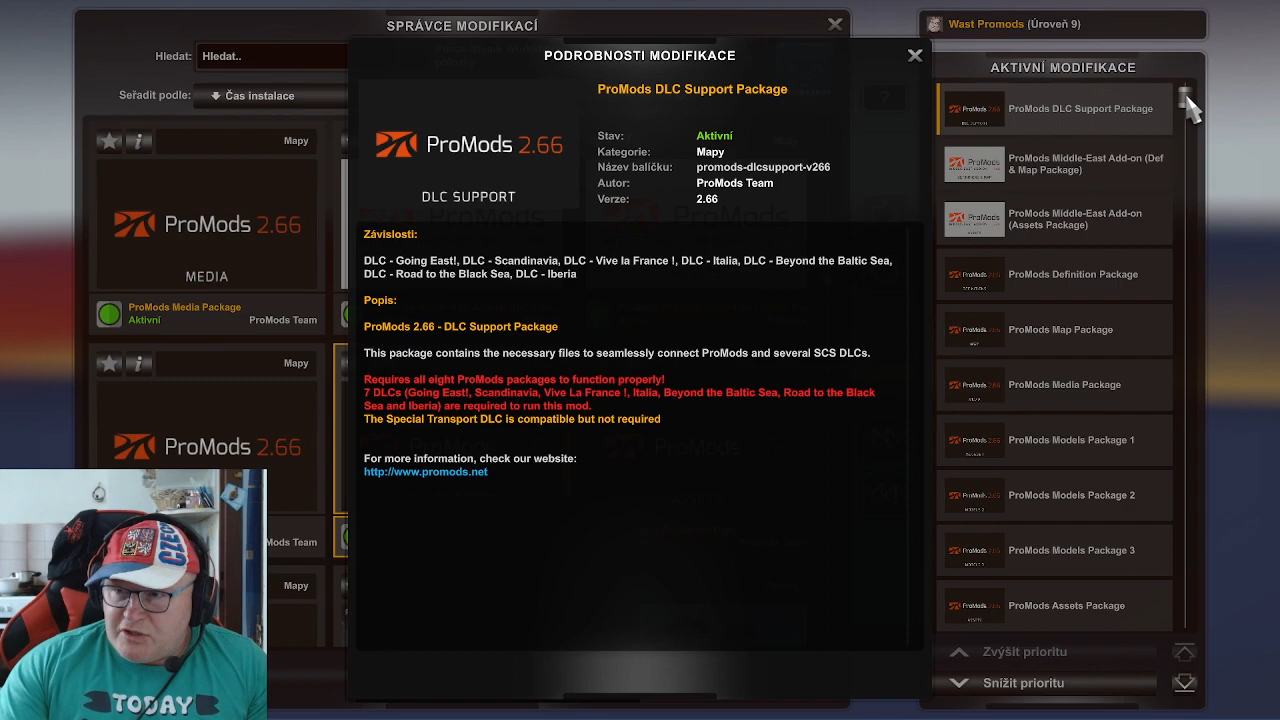 SPRÁVCE MODIFIKACÍ
Hledat:
Hledat..
Seřadit podle:
Čas instalace
Mapy
ProMods 2.66
MEDIA
ProMods Media Package
Aktivní
ProMods Team
Mapy
ProMods 2.66
Mods Team
Mapy
PODROBNOSTI MODIFIKACE
ProMods 2.66
DLC SUPPORT
ProMods DLC Support Package
Stav: Aktivní
Kategorie: Mapy
Název balíčku: promods-dlcsupport-v266
Autor: ProMods Team
Verze: 2.66
Závislosti:
DLC - Going East!, DLC - Scandinavia, DLC - Vive la France !, DLC - Italia, DLC - Beyond the Baltic Sea,
DLC - Road to the Black Sea, DLC - Iberia
Popis:
ProMods 2.66 - DLC Support Package
This package contains the necessary files to seamlessly connect ProMods and several SCS DLCs.
Requires all eight ProMods packages to function properly!
7 DLCs (Going East!, Scandinavia, Vive La France !, Italia, Beyond the Baltic Sea, Road to the Black
Sea and Iberia) are required to run this mod.
The Special Transport DLC is compatible but not required
For more information, check our website:
http://www.promods.net
Wast Promods (Úroveň 9)
AKTIVNÍ MODIFIKACE
ProMods DLC Support Package
ProMods Middle-East Add-on (Def
& Map Package)
ProMods Middle-East Add-on
(Assets Package)
ProMods Definition Package
ProMods Map Package
ProMods Media Package
ProMods Models Package 1
ProMods Models Package 2
ProMods Models Package 3
ProMods Assets Package
Zvýšit prioritu
Snížit prioritu
CZECH
TODAY